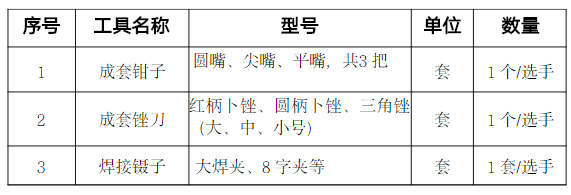 序号 工具名称 型号 单位 数量
1 成套钳子 圆嘴、尖嘴、平嘴，共3 把 套 1 个/选手
2 成套锉刀 红柄卜锉、圆柄卜锉、三角锉
（大、中、小号） 套 1 个/选手
3 焊接镊子 大焊夹、8 字夹等 套 1 套/选手